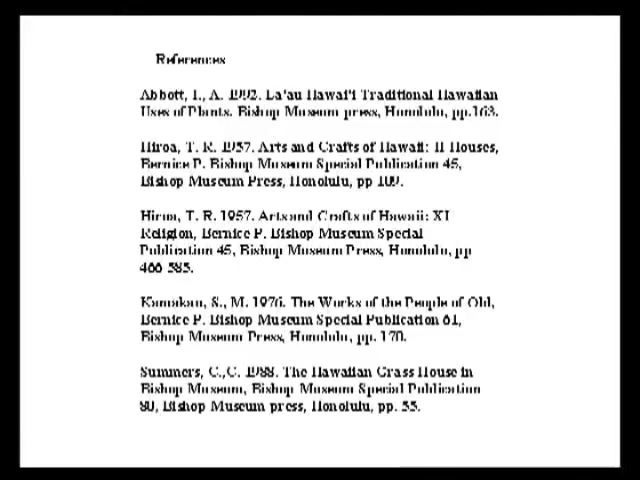 References
Abbott, I., A. 1992. La'au Hawai'i Traditional Hawaiian
Uses of Plants. Bishop Museum press, Honolulu, pp.163.
Hiroa, T. R. 1957. Arts and Crafts of Hawaii: II Houses,
Bernice P. Bishop Museum Special Publication 45,
Bishop Museum Press, Honolulu, pp 109.
Hiroa, T. R. 1957. Arts and Crafts of Hawaii: XI
Religion, Bernice P. Bishop Museum Special
Publication 45, Bishop Museum Press, Honolulu, pp
466-585.
Kamakau, S., M. 1976. The Works of the People of Old,
Bernice P. Bishop Museum Special Publication 61,
Bishop Museum Press, Honolulu, pp. 170.
Summers, C.,C. 1988. The Hawaiian Grass House in
Bishop Museum, Bishop Museum Special Publication
80, Bishop Museum press, Honolulu, pp. 55.